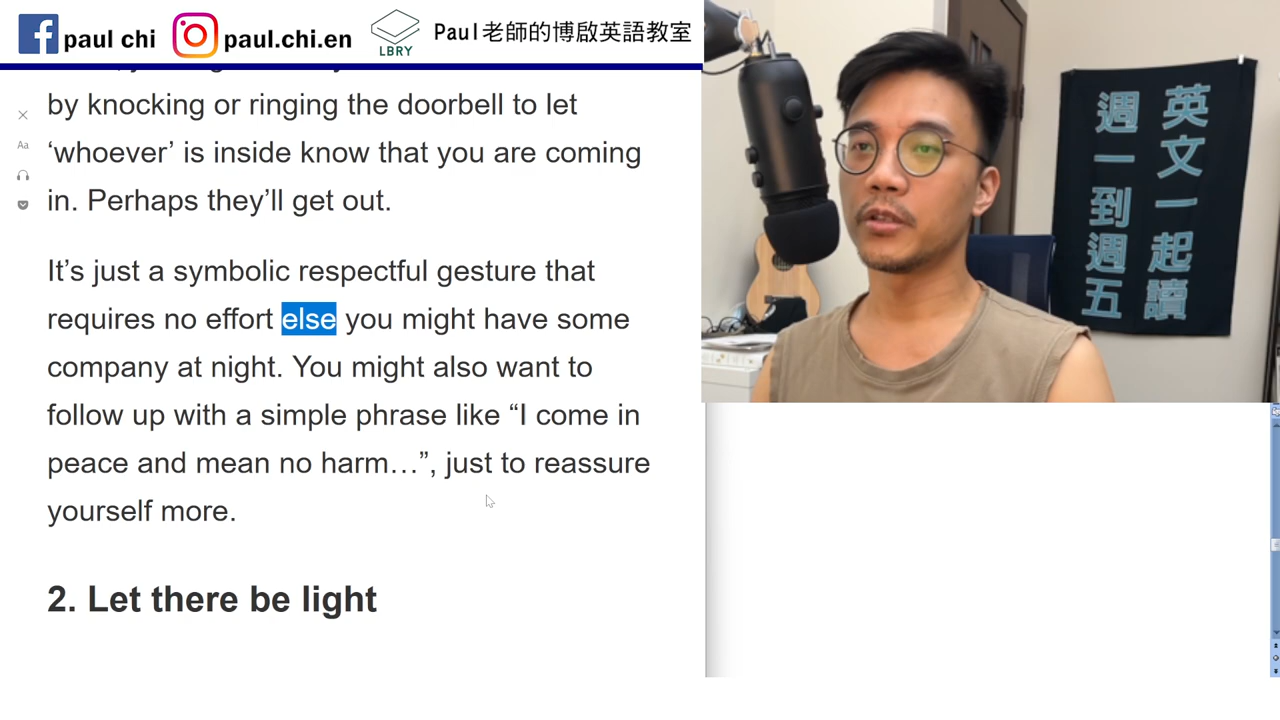 paul chi
paul.chi.en
LBRY
Paul老師的博啟英語教室
by knocking or ringing the doorbell to let
‘whoever’ is inside know that you are coming
in. Perhaps they’ll get out.
It’s just a symbolic respectful gesture that
requires no effort else you might have some
company at night. You might also want to
follow up with a simple phrase like “I come in
peace and mean no harm…”, just to reassure
yourself more.
2. Let there be light
Aa
英文一起讀
週一到週五